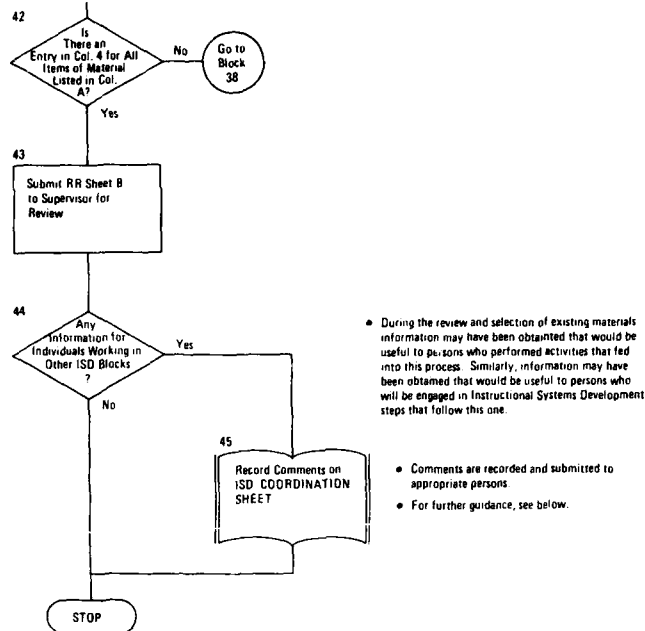 42
Is
There an
Entry in Col. 4 for All
Items of Material
Listed in Col.
A?
No
Go to
Block
38
Yes
43
Submit RR Sheet B
to Supervisor for
Review
44
Any
Information for
Individuals Working in
Other ISD Blocks
?
Yes
No
• During the review and selection of existing materials
information may have been obtainted that would be
useful to persons who performed activities that fed
into this process. Similarly, information may have
been obtained that would be useful to persons who
will be engaged in Instructional Systems Development
steps that follow this one.
45
Record Comments on
ISD COORDINATION
SHEET
• Comments are recorded and submitted to
appropriate persons.
• For further guidance, see below.
STOP